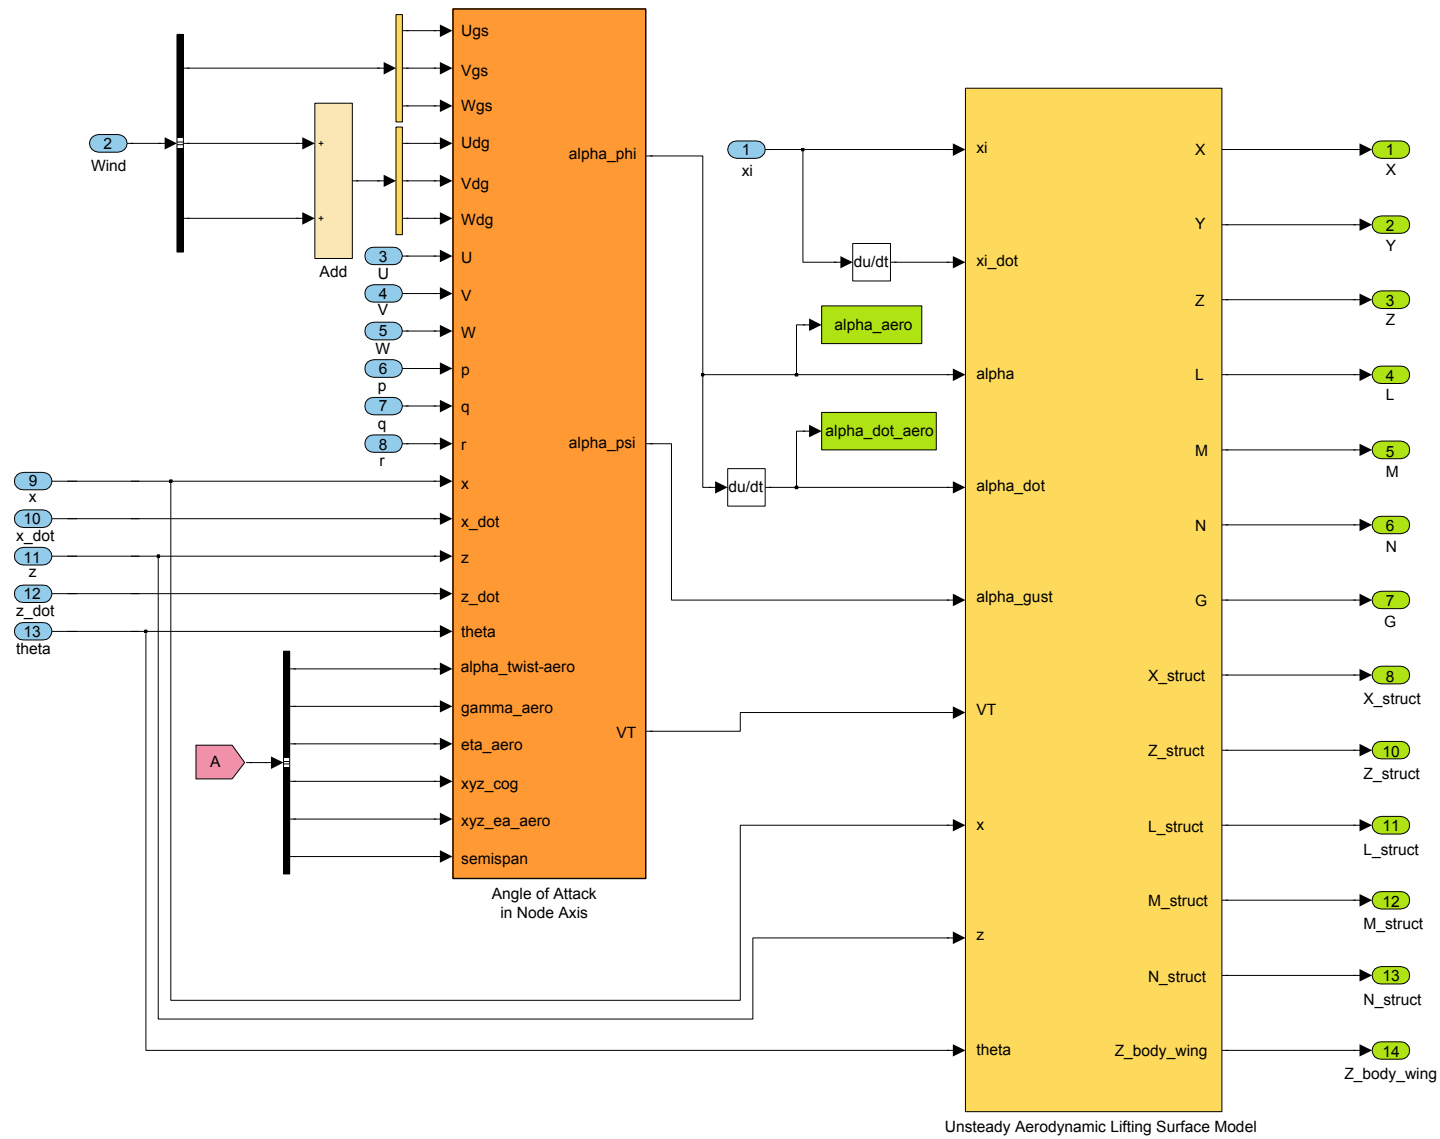 2
Wind
+
+
Add
3
U
4
V
5
W
6
p
7
q
8
r
9
x
10
x_dot
11
z
12
z_dot
13
theta
A
Ugs
Vgs
Wgs
Udg
Vdg
Wdg
U
V
W
p
q
r
x
x_dot
z
z_dot
theta
alpha_twist-aero
gamma_aero
eta_aero
xyz_cog
xyz_ea_aero
semispan
alpha_phi
alpha_psi
VT
Angle of Attack
in Node Axis
1
xi
du/dt
alpha_aero
alpha_dot_aero
du/dt
xi
xi_dot
alpha
alpha_dot
alpha_gust
VT
x
z
theta
X
Y
Z
L
M
N
G
X_struct
Z_struct
L_struct
M_struct
N_struct
Z_body_wing
Unsteady Aerodynamic Lifting Surface Model
1
X
2
Y
3
Z
4
L
5
M
6
N
7
G
8
X_struct
10
Z_struct
11
L_struct
12
M_struct
13
N_struct
14
Z_body_wing